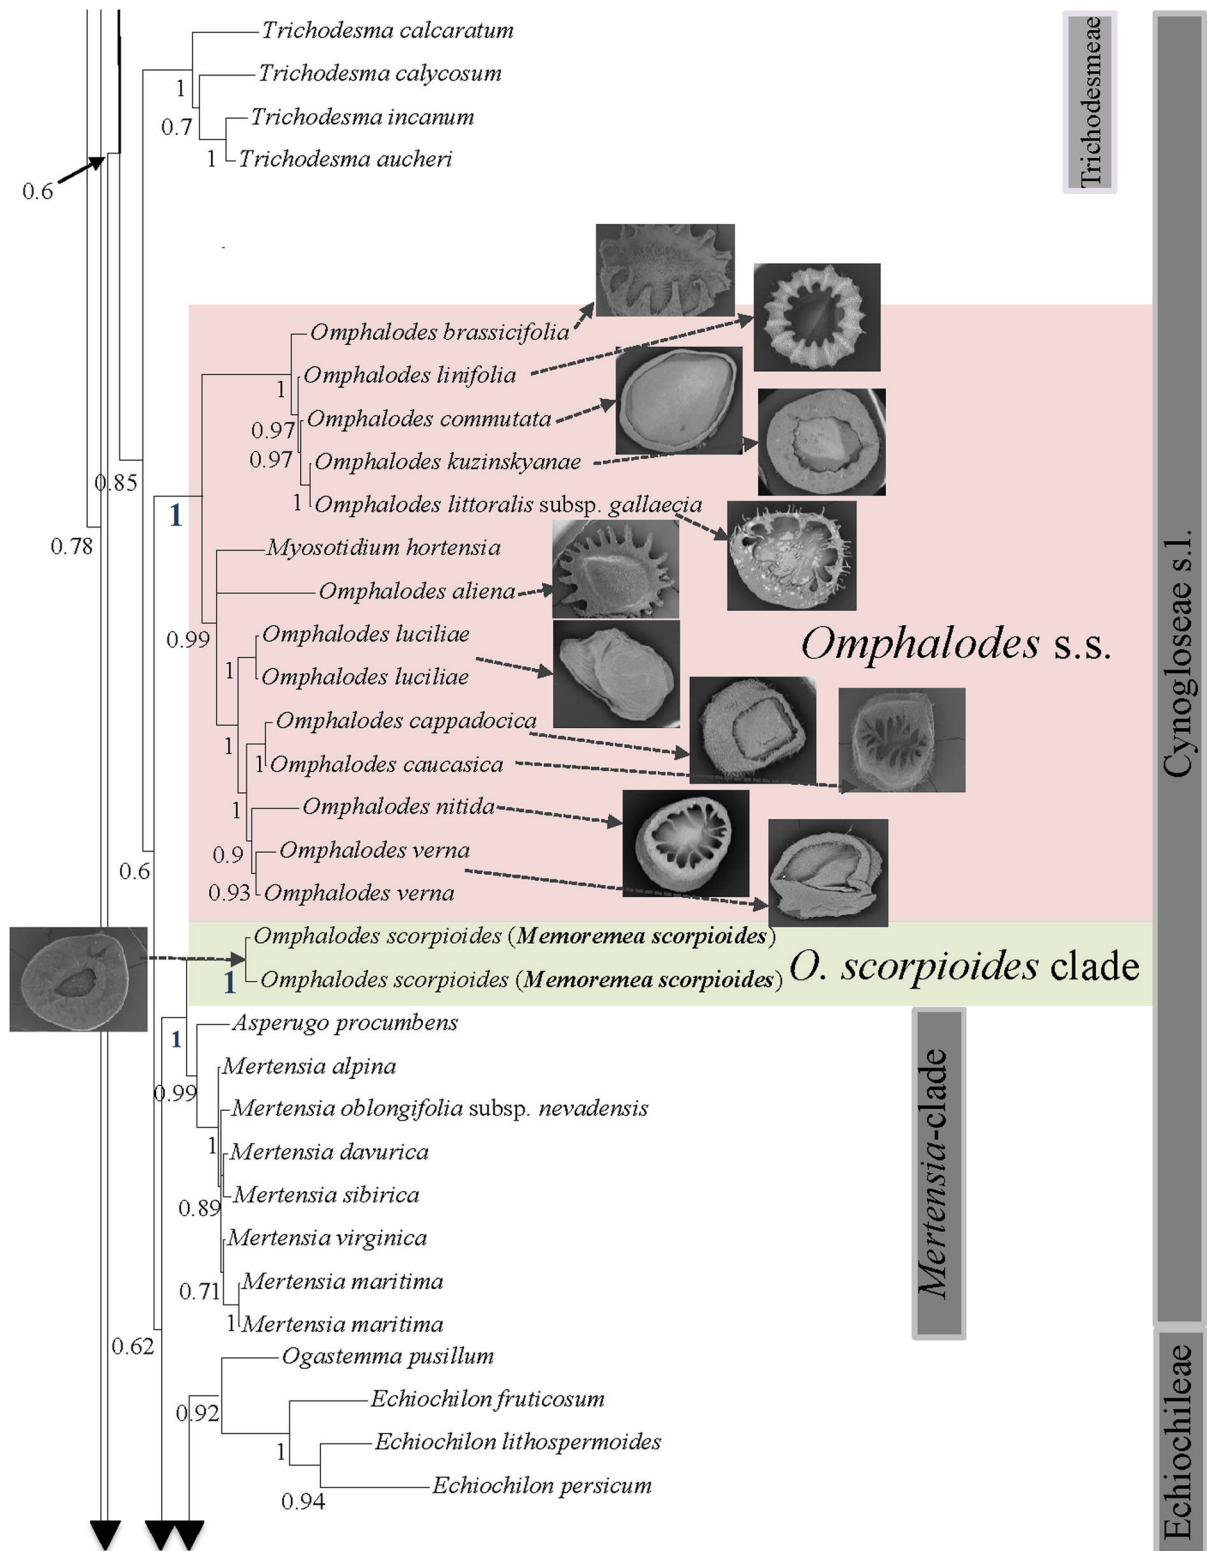 Trichodesma calcaratum
Trichodesma calycosum
1
Trichodesma incanum
0.7
Trichodesma aucheri
1
0.6
Trichodesmeae
Omphalodes brassicifolia
Omphalodes linifolia
1
Omphalodes commutata
0.97
Omphalodes kuzinskyanae
0.97
0.85
Omphalodes littoralis subsp. gallaecia
1
1
0.78
Myosotidium hortensia
Omphalodes aliena
0.99
Omphalodes luciliae
Omphalodes s.s.
1
Omphalodes luciliae
Omphalodes cappadocica
1
Omphalodes caucasica
1
Cynogloseae s.l.
Omphalodes nitida
1
Omphalodes verna
0.9
0.6
Omphalodes verna
0.93
Omphalodes scorpioides (Memoremea scorpioides)
O. scorpioides clade
Omphalodes scorpioides (Memoremea scorpioides)
1
Asperugo procumbens
1
Mertensia alpina
0.99
Mertensia oblongifolia subsp. nevadensis
1
Mertensia davurica
Mertensia sibirica
0.89
Mertensia-clade
Mertensia virginica
Mertensia maritima
0.71
Mertensia maritima
1
0.62
Ogastemma pusillum
Echiochilon fruticosum
0.92
Echiochilon lithospermoides
1
Echiochilon persicum
0.94
Echiochileae